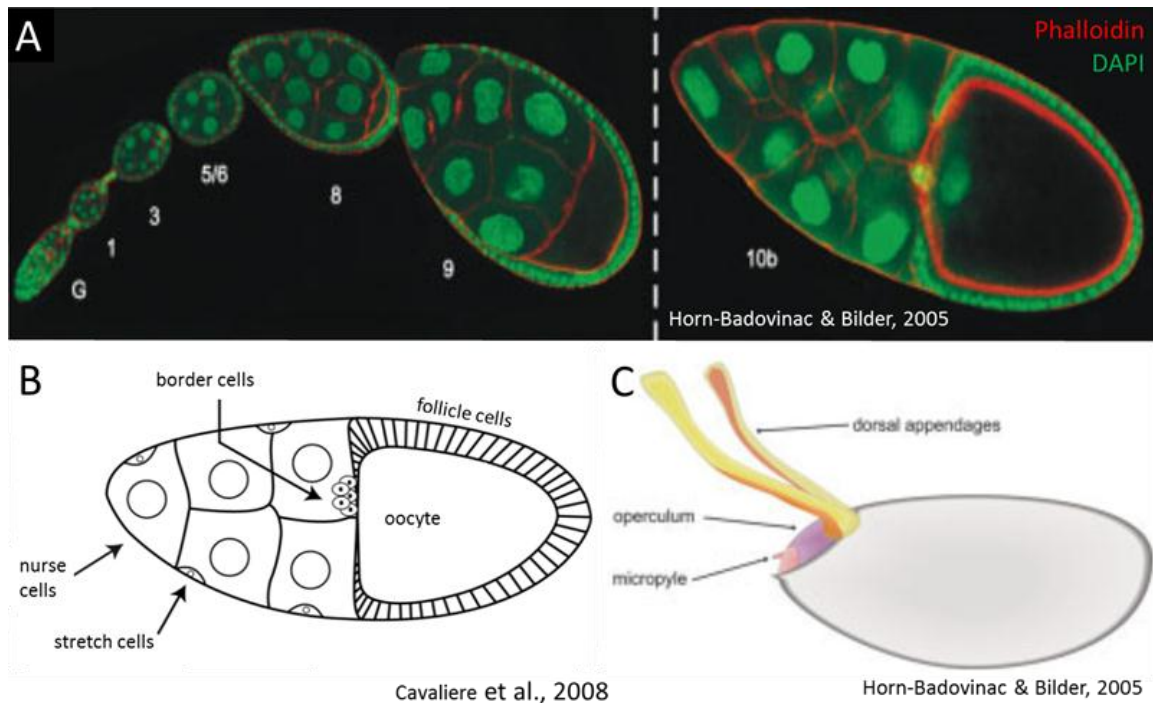 A
Phalloidin
DAPI
G
1
3
5/6
8
9
10b
Horn-Badovinac & Bilder, 2005
B
border cells
follicle cells
oocyte
nurse
cells
stretch cells
Cavaliere et al., 2008
C
dorsal appendages
operculum
micropyle
Horn-Badovinac & Bilder, 2005